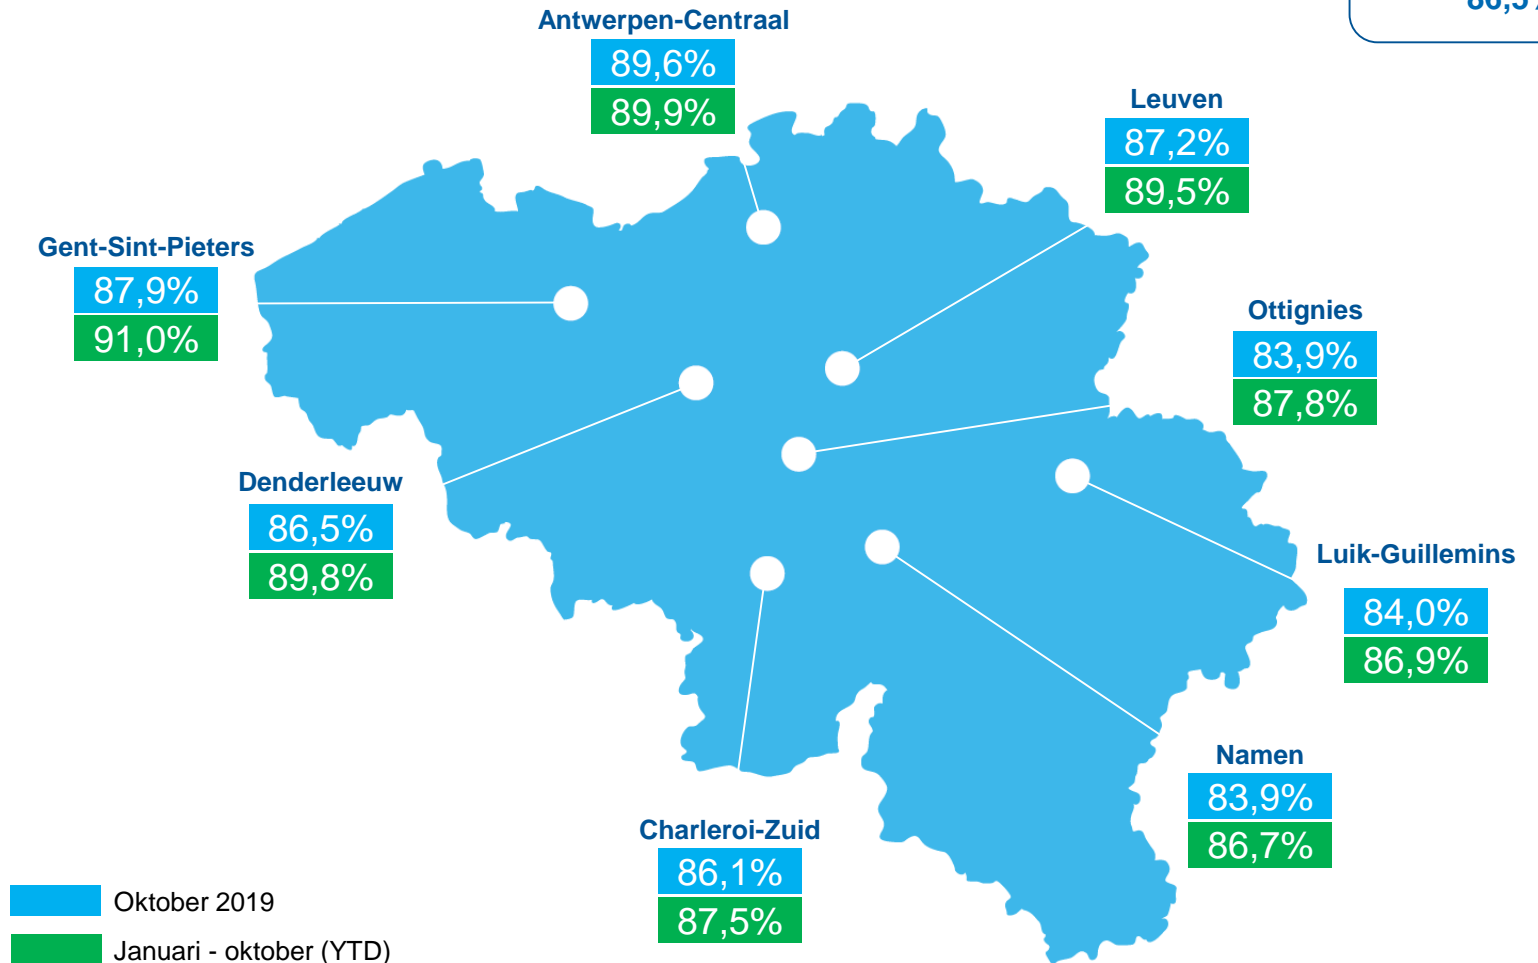 Antwerpen-Centraal
89,6%
89,9%
Leuven
87,2%
89,5%
Gent-Sint-Pieters
87,9%
91,0%
Ottignies
83,9%
87,8%
Denderleeuw
86,5%
89,8%
Luik-Guillemins
84,0%
86,9%
Namen
83,9%
86,7%
Charleroi-Zuid
86,1%
87,5%
Oktober 2019
Januari - oktober (YTD)